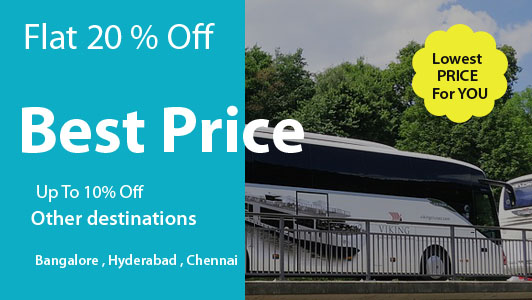 Flat 20 % Off
Lowest
PRICE
For YOU
Best Price
Up To 10% Off
Other destinations
VIKING
Bangalore , Hyderabad , Chennai